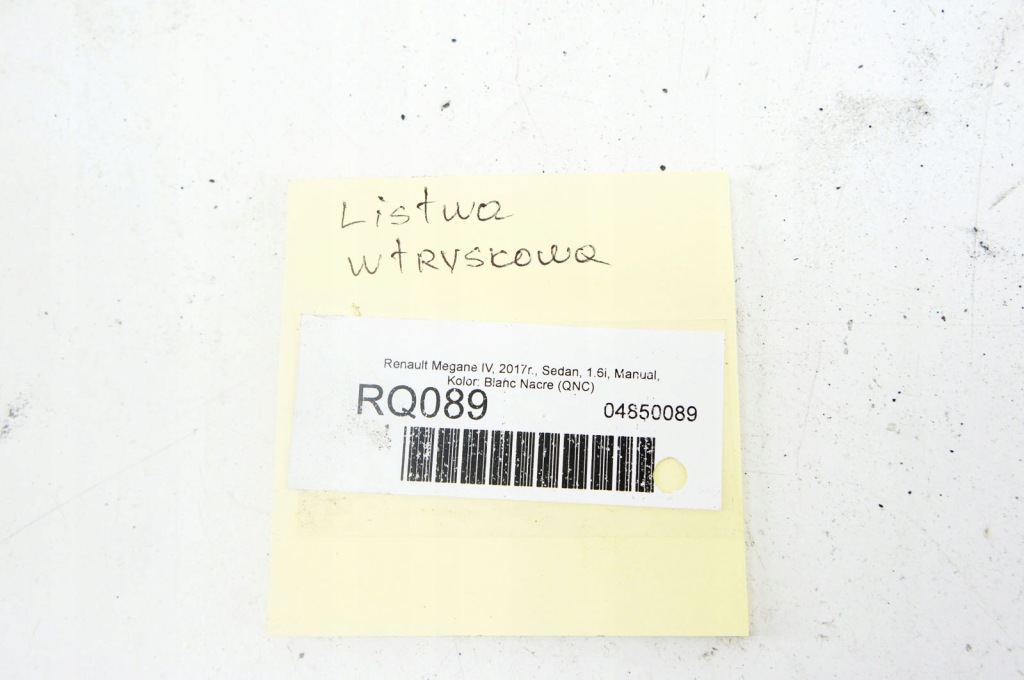 Listwa
wtryskowa
Renault Megane IV, 2017r., Sedan, 1.6i, Manual,
Kolor: Blanc Nacre (QNC)
RQ089 04850089